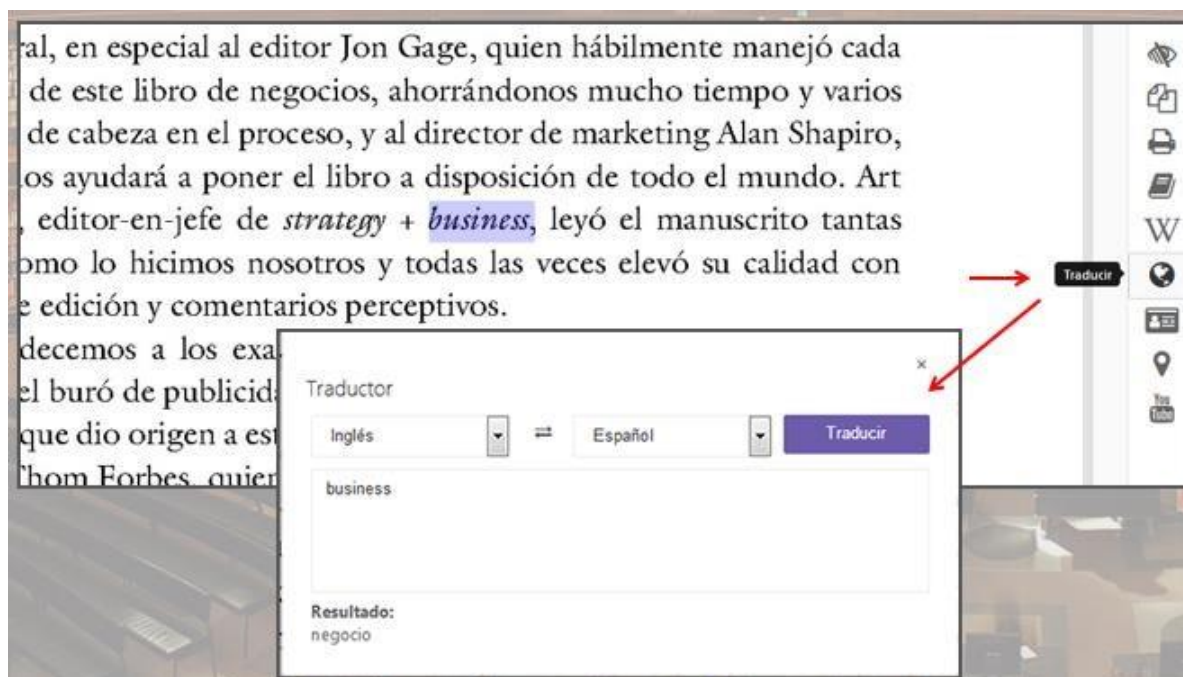 ral, en especial al editor Jon Gage, quien hábilmente manejó cada
de este libro de negocios, ahorrándonos mucho tiempo y varios
de cabeza en el proceso, y al director de marketing Alan Shapiro,
os ayudará a poner el libro a disposición de todo el mundo. Art
, editor-en-jefe de strategy + business, leyó el manuscrito tantas
omo lo hicimos nosotros y todas las veces elevó su calidad con
e edición y comentarios perceptivos.
decemos a los exa
el buró de publicid
que dio origen a est
Thom Forbes, quier
W
Traducir
You Tube
×
Traductor
Inglés ⇄ Español Traducir
business
Resultado:
negocio